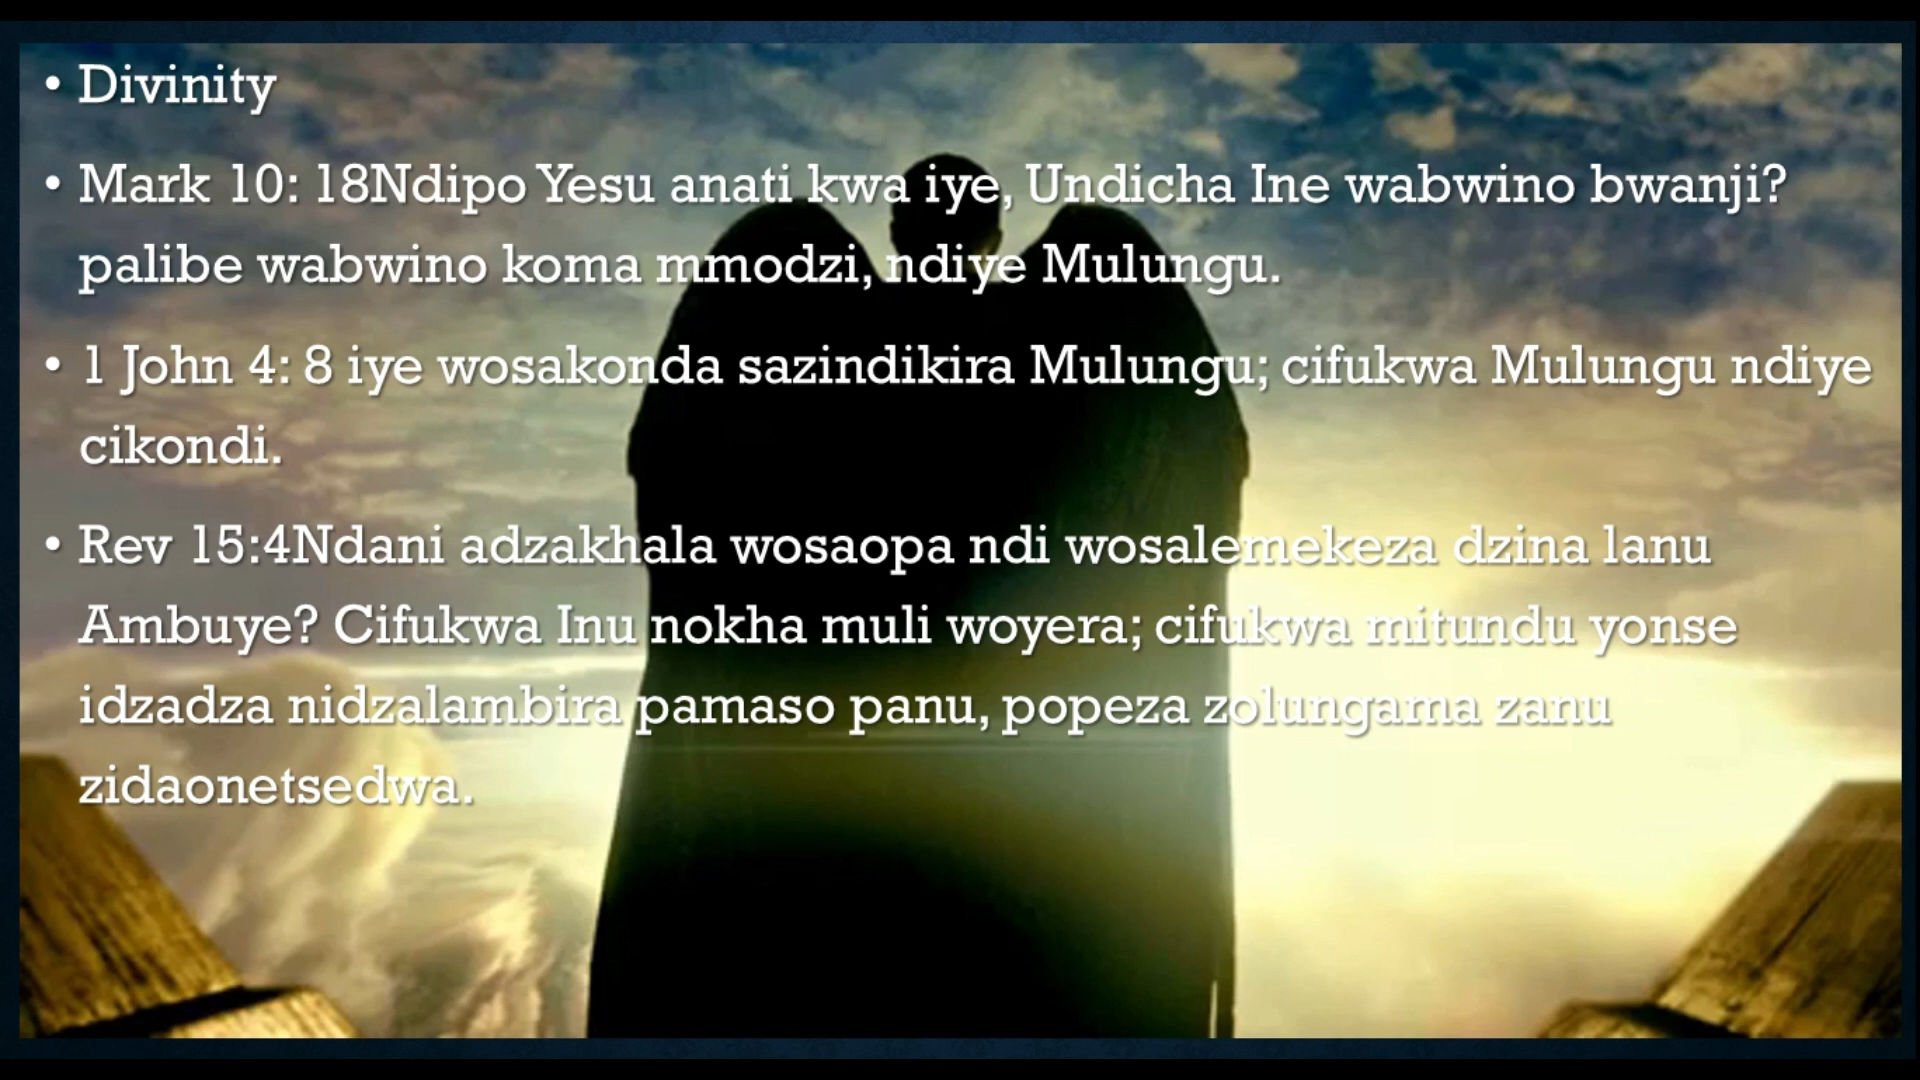 • Divinity
• Mark 10: 18Ndipo Yesu anati kwa iye, Undicha Ine wabwino bwanji?
palibe wabwino koma mmodzi, ndiye Mulungu.
• 1 John 4: 8 iye wosakonda sazindikira Mulungu; cifukwa Mulungu ndiye
cikondi.
• Rev 15:4Ndani adzakhala wosaopa ndi wosalemekeza dzina lanu
Ambuye? Cifukwa Inu nokha muli woyera; cifukwa mitundu yonse
idzadza nidzalambira pamaso panu, popeza zolungama zanu
zidaonetsedwa.